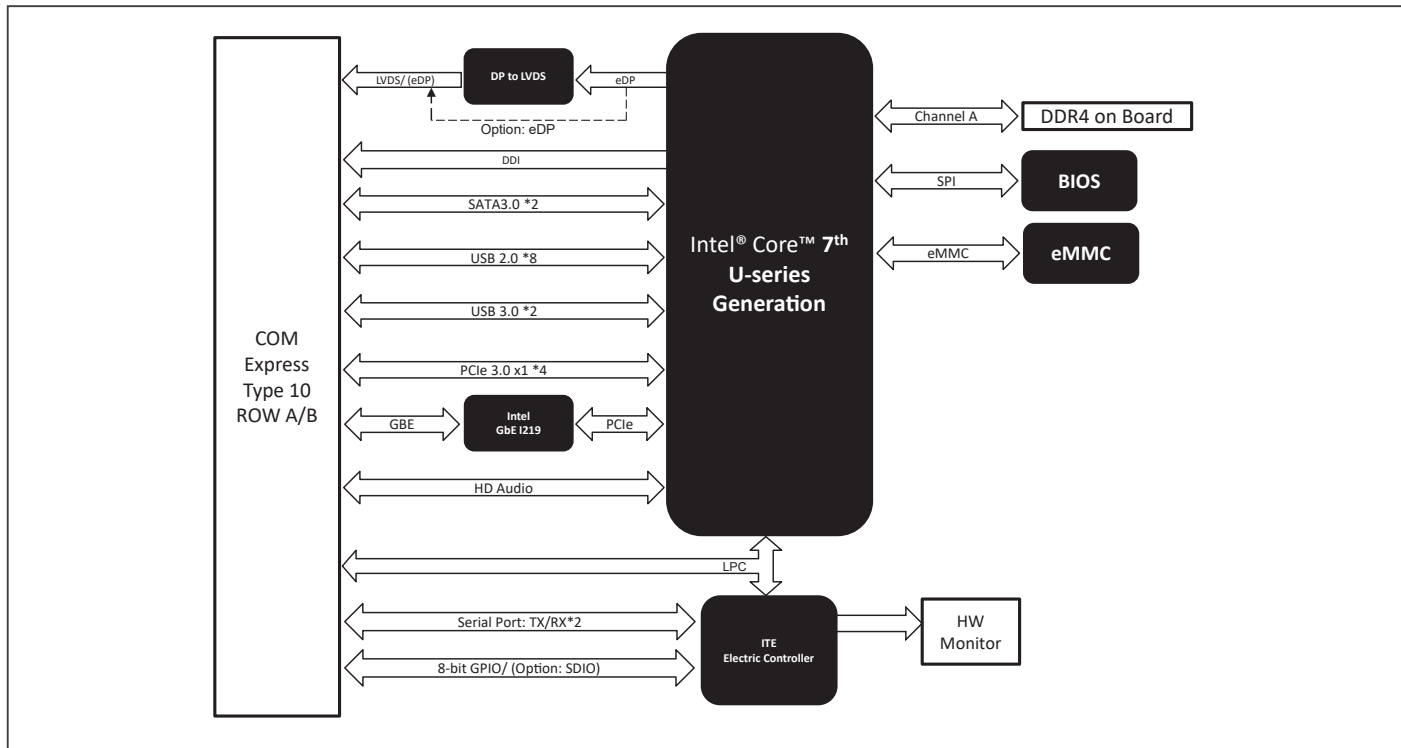 COM
Express
Type 10
ROW A/B
LVDS/ (eDP)
DP to LVDS
eDP
Option: eDP
DDI
SATA3.0 *2
USB 2.0 *8
USB 3.0 *2
PCIe 3.0 x1 *4
GBE
Intel
GbE I219
PCIe
HD Audio
LPC
Serial Port: TX/RX*2
8-bit GPIO/ (Option: SDIO)
Intel® Core™ 7th
U-series
Generation
Channel A
DDR4 on Board
SPI
BIOS
eMMC
eMMC
ITE
Electric Controller
HW
Monitor